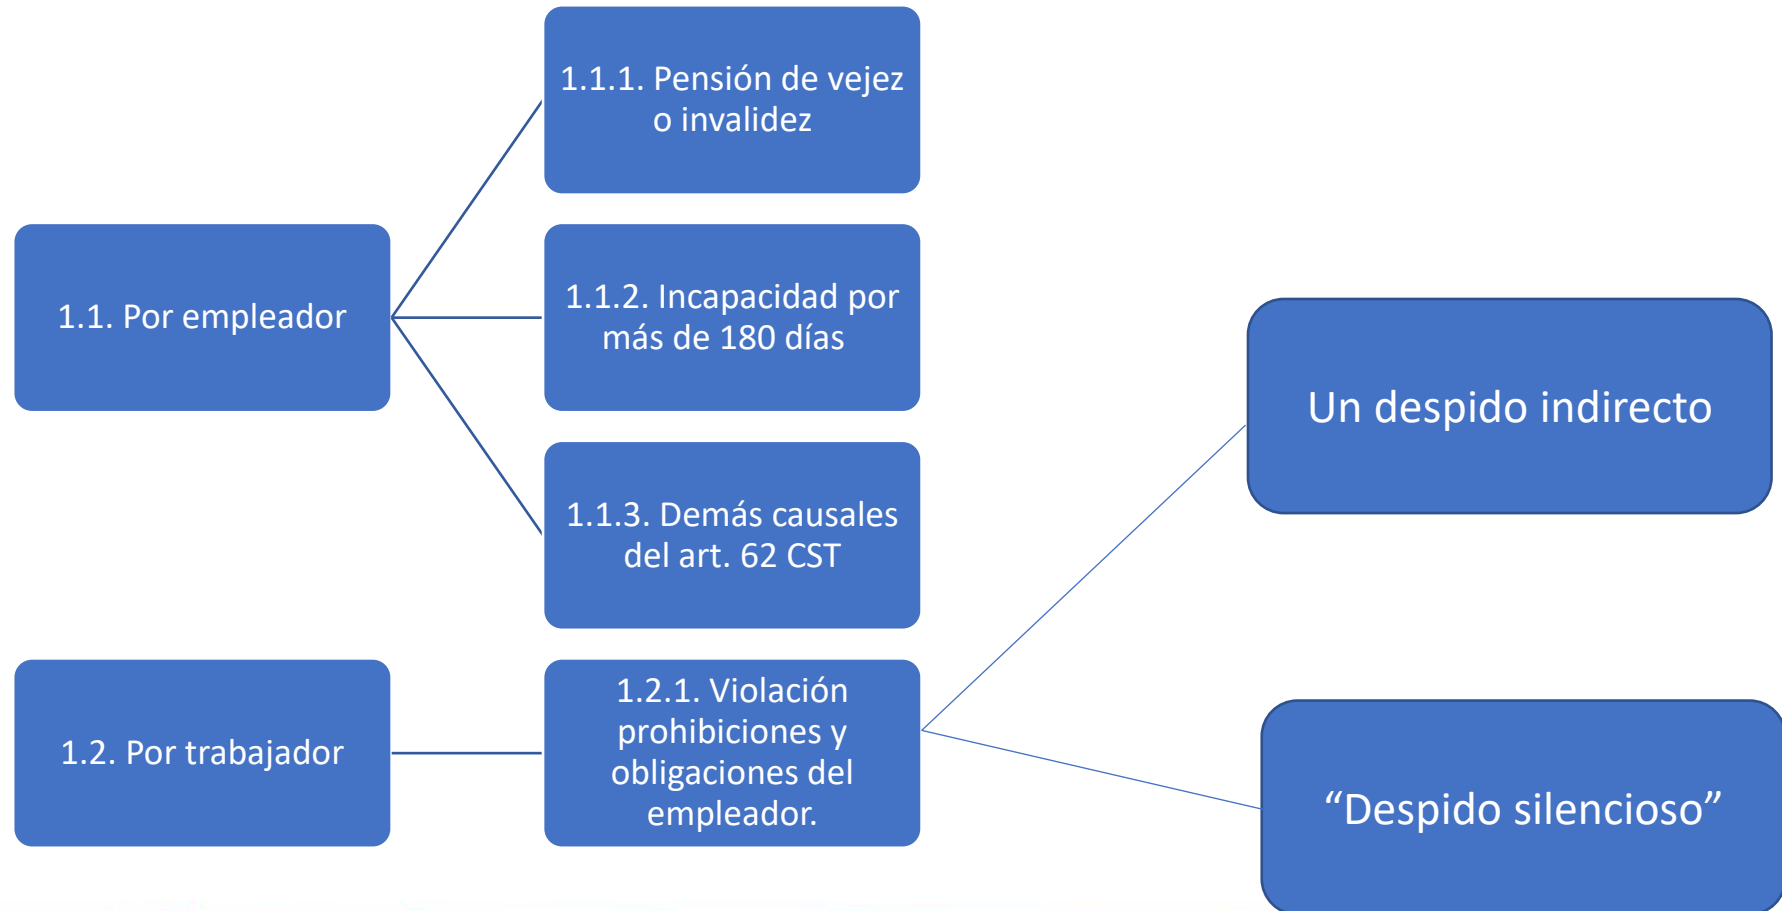 1.1. Por empleador
1.1.1. Pensión de vejez
o invalidez
1.1.2. Incapacidad por
más de 180 días
1.1.3. Demás causales
del art. 62 CST
1.2. Por trabajador
1.2.1. Violación
prohibiciones y
obligaciones del
empleador.
Un despido indirecto
“Despido silencioso”